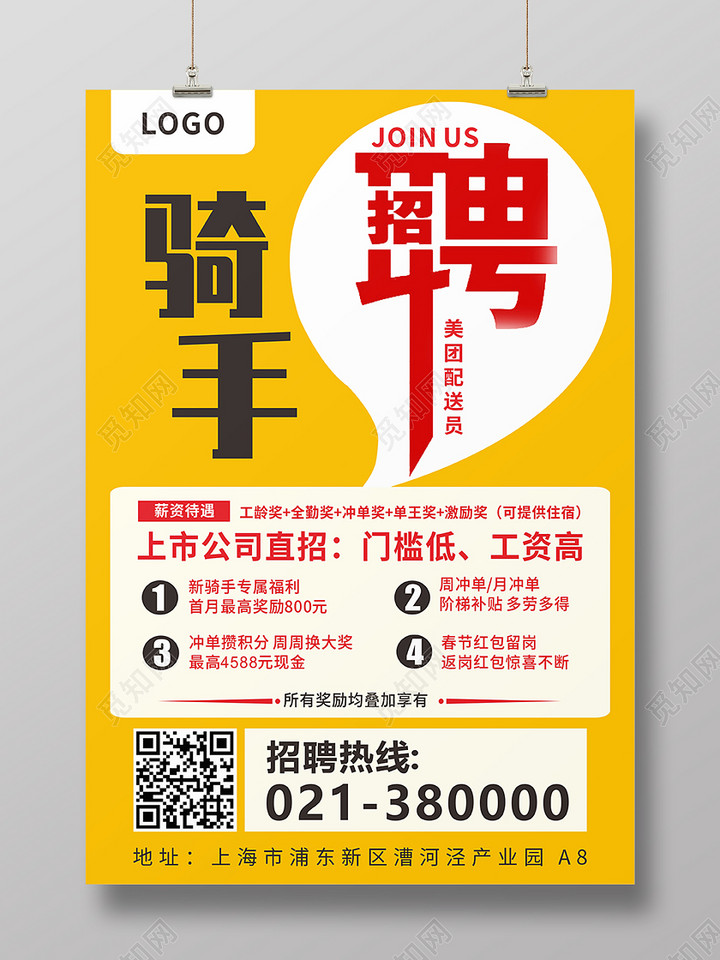 LOGO
JOIN US
招聘
骑手
美团配送员
薪资待遇 工龄奖+全勤奖+冲单奖+单王奖+激励奖（可提供住宿）
上市公司直招：门槛低、工资高
1 新骑手专属福利
首月最高奖励800元
2 周冲单/月冲单
阶梯补贴 多劳多得
3 冲单攒积分 周周换大奖
最高4588元现金
4 春节红包留岗
返岗红包惊喜不断
所有奖励均叠加享有
招聘热线:
021-380000
地址：上海市浦东新区漕河泾产业园 A8
觅知网